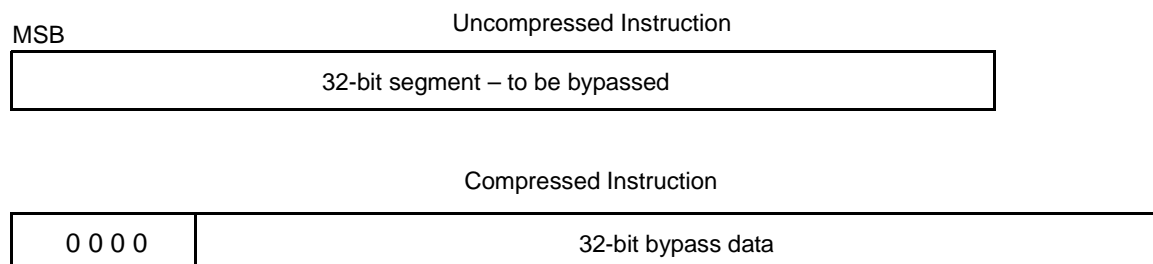 Uncompressed Instruction
MSB
32-bit segment – to be bypassed
Compressed Instruction
0 0 0 0 32-bit bypass data